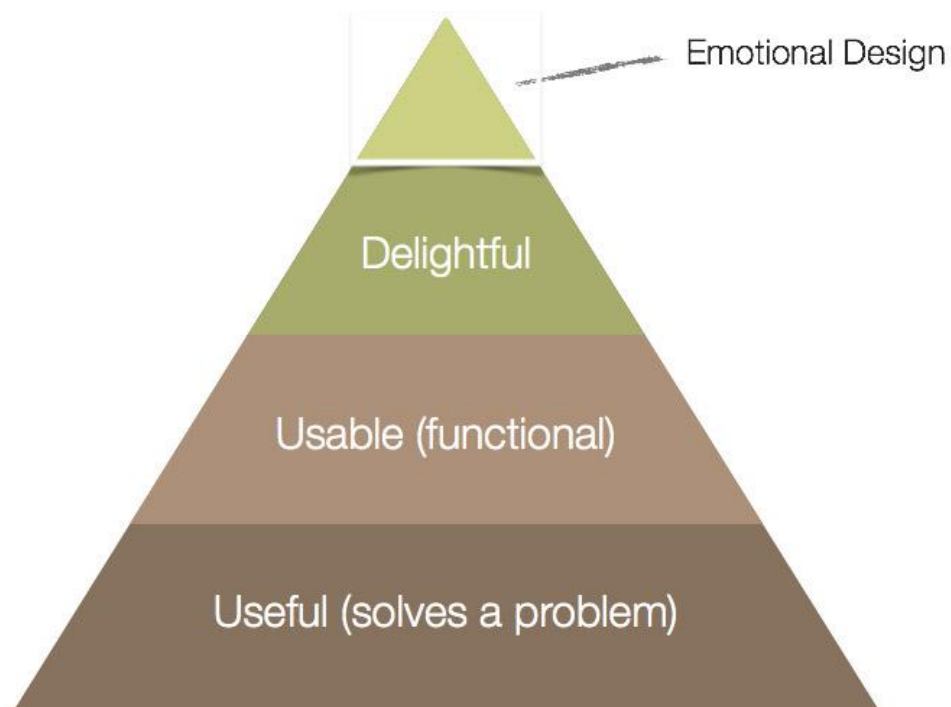 Emotional Design
Delightful
Usable (functional)
Useful (solves a problem)